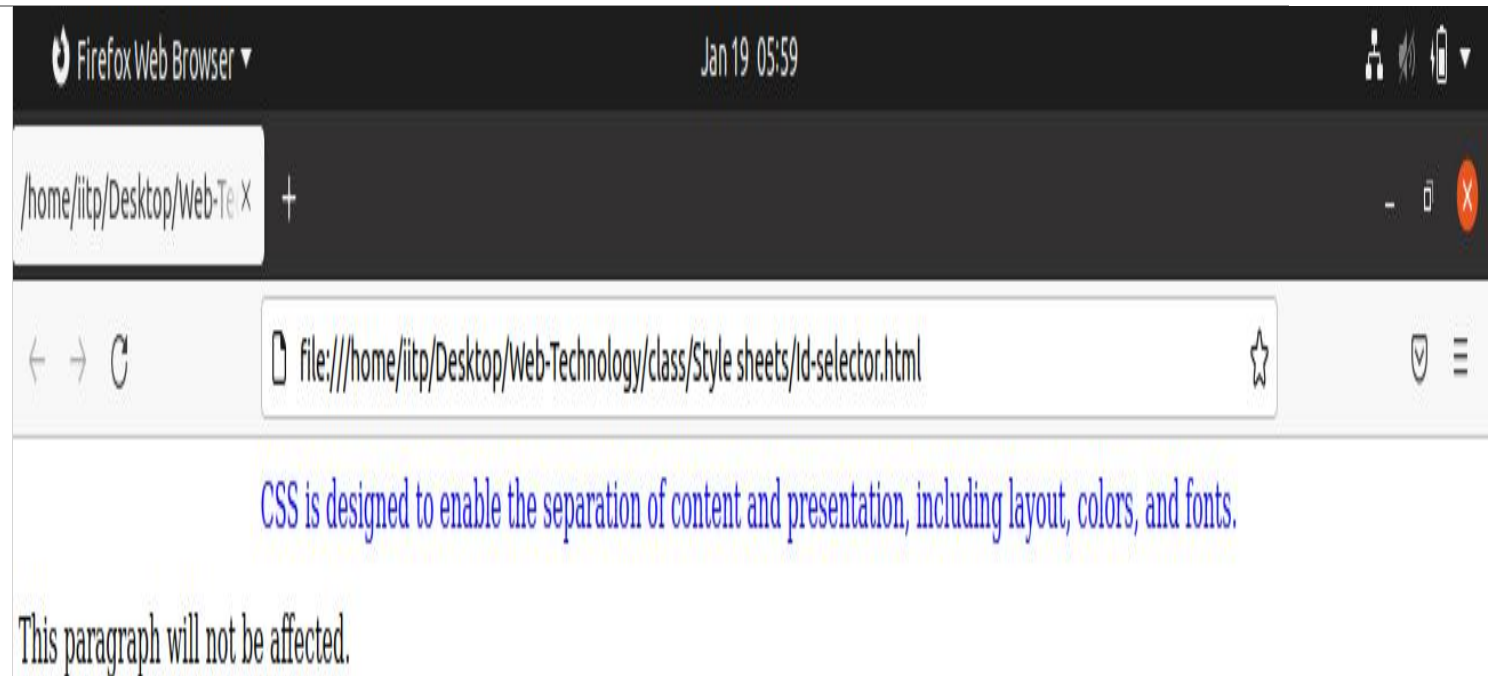 Firefox Web Browser
Jan 19 05:59
/home/iitp/Desktop/Web-Te
file:///home/iitp/Desktop/Web-Technology/class/Style sheets/Id-selector.html
CSS is designed to enable the separation of content and presentation, including layout, colors, and fonts.
This paragraph will not be affected.